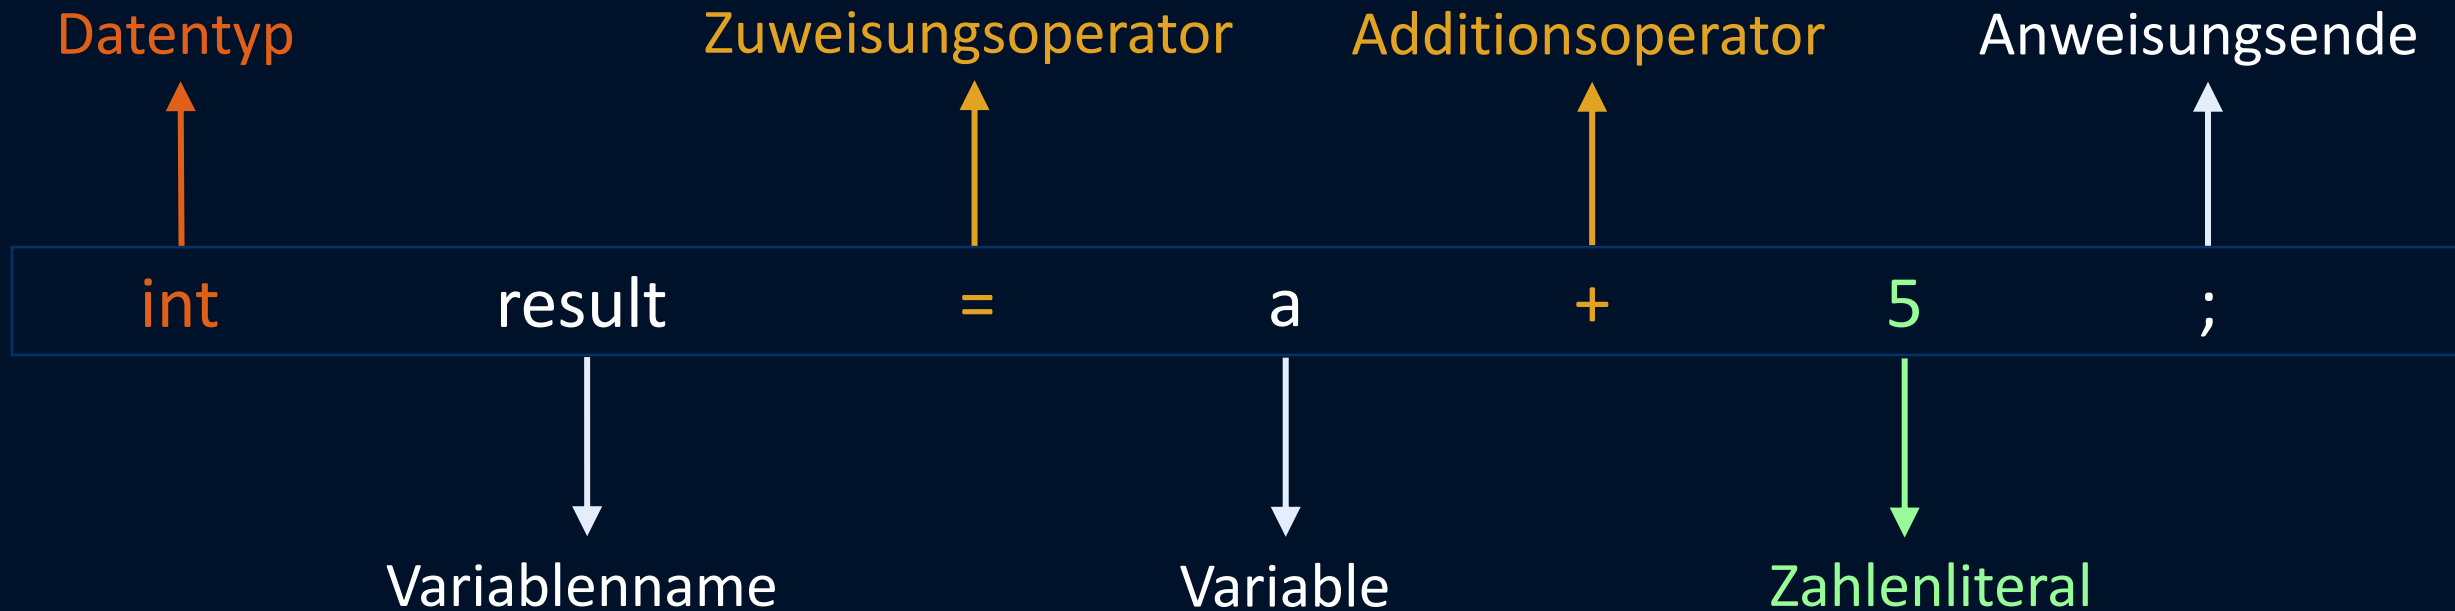 Datentyp Zuweisungsoperator Additionsoperator Anweisungsende
int result = a + 5 ;
Variablenname Variable Zahlenliteral